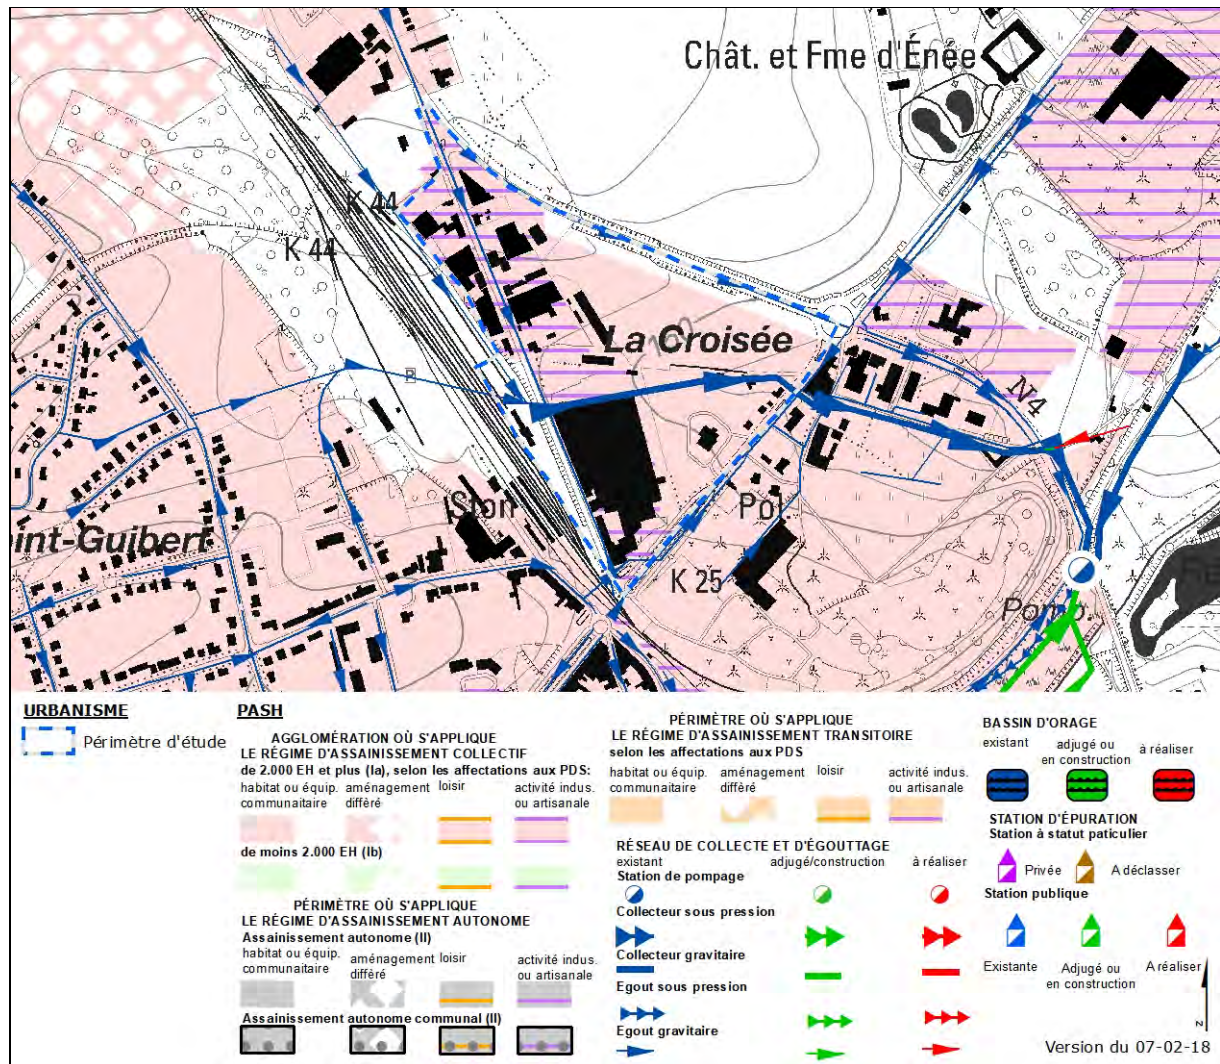 Chât. et Fme d'Énée
K 44
K 44
La Croisée
N4
Ston
Pol
int-Guibert
K 25
Pomp.
URBANISME
Périmètre d'étude
PASH
AGGLOMÉRATION OÙ S'APPLIQUE
LE RÉGIME D'ASSAINISSEMENT COLLECTIF
de 2.000 EH et plus (Ia), selon les affectations aux PDS:
habitat ou équip.
communitaire
aménagement
différé
loisir
activité indus.
ou artisanale
de moins 2.000 EH (Ib)
PÉRIMÈTRE OÙ S'APPLIQUE
LE RÉGIME D'ASSAINISSEMENT AUTONOME
Assainissement autonome (II)
habitat ou équip.
communitaire
aménagement
différé
loisir
activité indus.
ou artisanale
Assainissement autonome communal (II)
PÉRIMÈTRE OÙ S'APPLIQUE
LE RÉGIME D'ASSAINISSEMENT TRANSITOIRE
selon les affectations aux PDS
habitat ou équip.
communitaire
aménagement
différé
loisir
activité indus.
ou artisanale
RÉSEAU DE COLLECTE ET D'ÉGOUTTAGE
existant
adjugé/construction
à réaliser
Station de pompage
Collecteur sous pression
Collecteur gravitaire
Egout sous pression
Egout gravitaire
BASSIN D'ORAGE
existant
adjugé ou
en construction
à réaliser
STATION D'ÉPURATION
Station à statut paticulier
Privée
A déclasser
Station publique
Existante
Adjugé ou
en construction
A réaliser
N
Version du 07-02-18